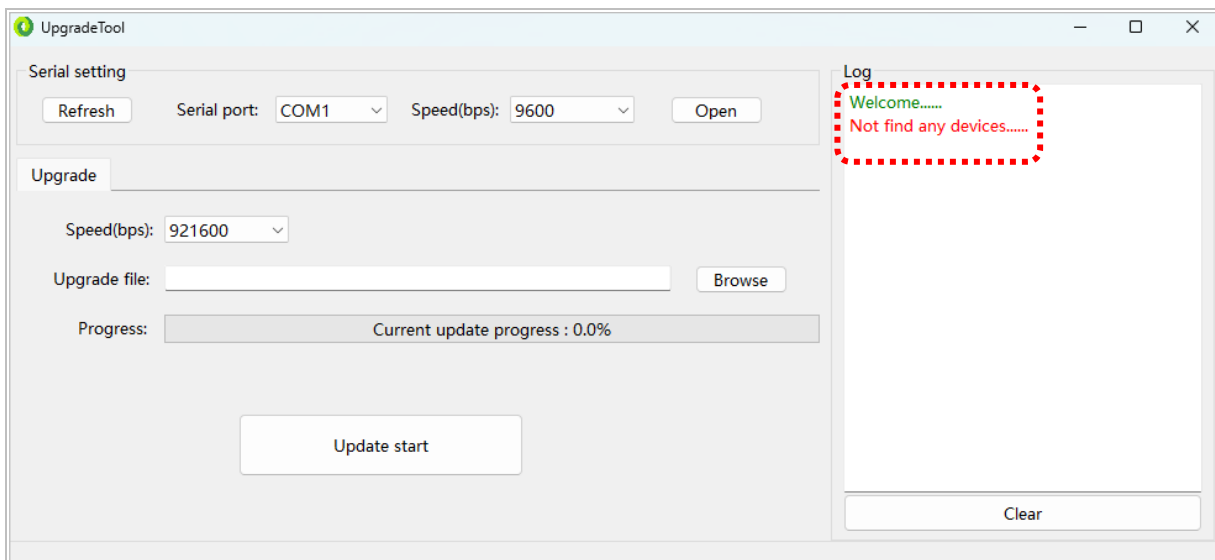 UpgradeTool
Serial setting
Refresh Serial port: COM1 Speed(bps): 9600 Open
Upgrade
Speed(bps): 921600
Upgrade file: Browse
Progress: Current update progress : 0.0%
Update start
Log
Welcome......
Not find any devices......
Clear